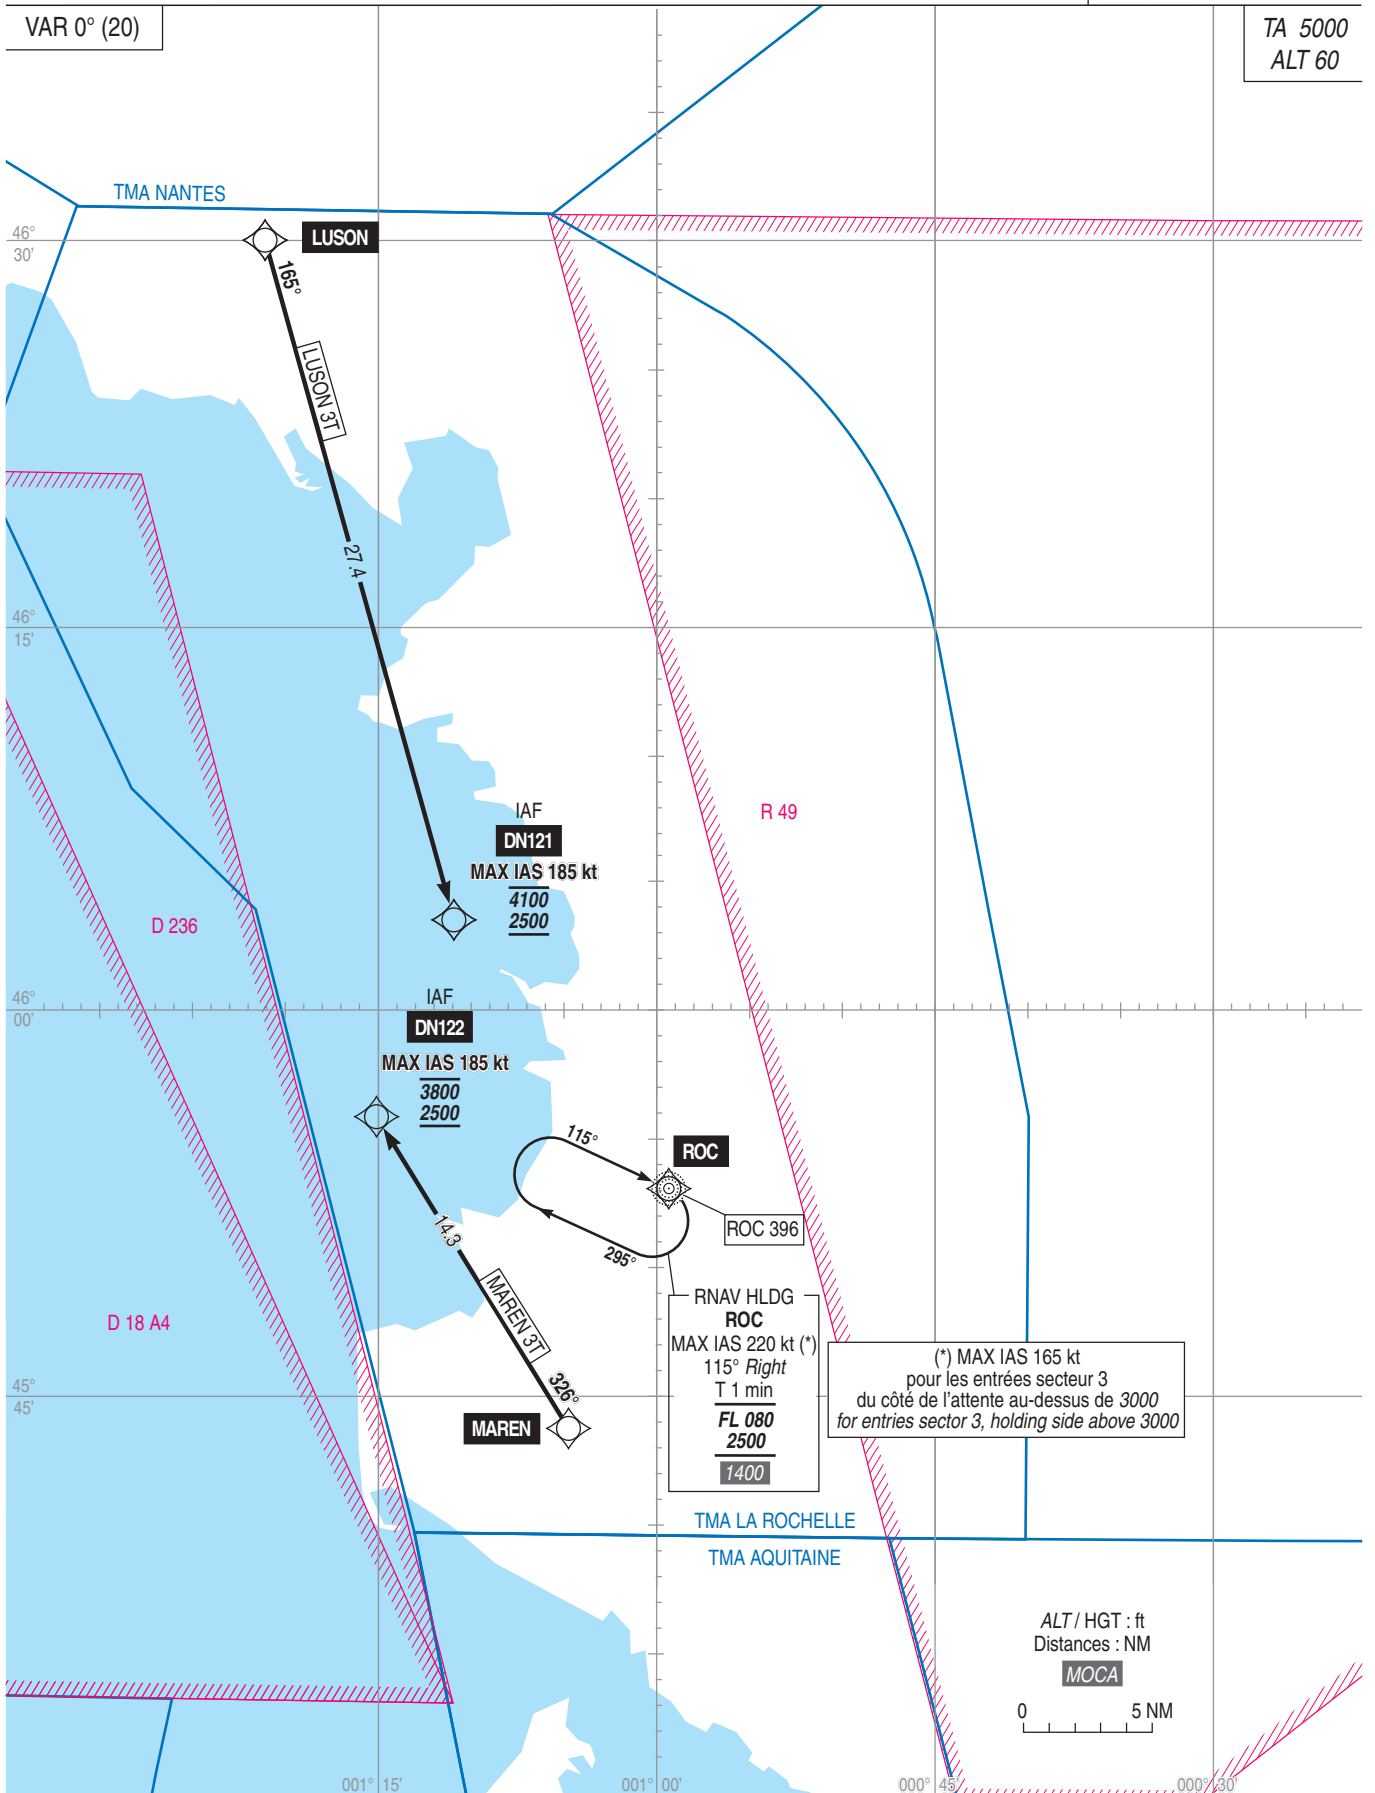 VAR 0° (20)
TA 5000
ALT 60
TMA NANTES
46°
30'
LUSON
165°
LUSON 3T
27.4
46°
15'
IAF
DN121
MAX IAS 185 kt
4100
2500
R 49
D 236
46°
00'
IAF
DN122
MAX IAS 185 kt
3800
2500
115°
ROC
ROC 396
295°
14.3
MAREN 3T
326°
MAREN
D 18 A4
RNAV HLDG
ROC
MAX IAS 220 kt (*)
115° Right
T 1 min
FL 080
2500
1400
(*) MAX IAS 165 kt
pour les entrées secteur 3
du côté de l'attente au-dessus de 3000
for entries sector 3, holding side above 3000
45°
45'
TMA LA ROCHELLE
TMA AQUITAINE
ALT / HGT : ft
Distances : NM
MOCA
0 5 NM
001° 15'
001° 00'
000° 45'
000° 30'